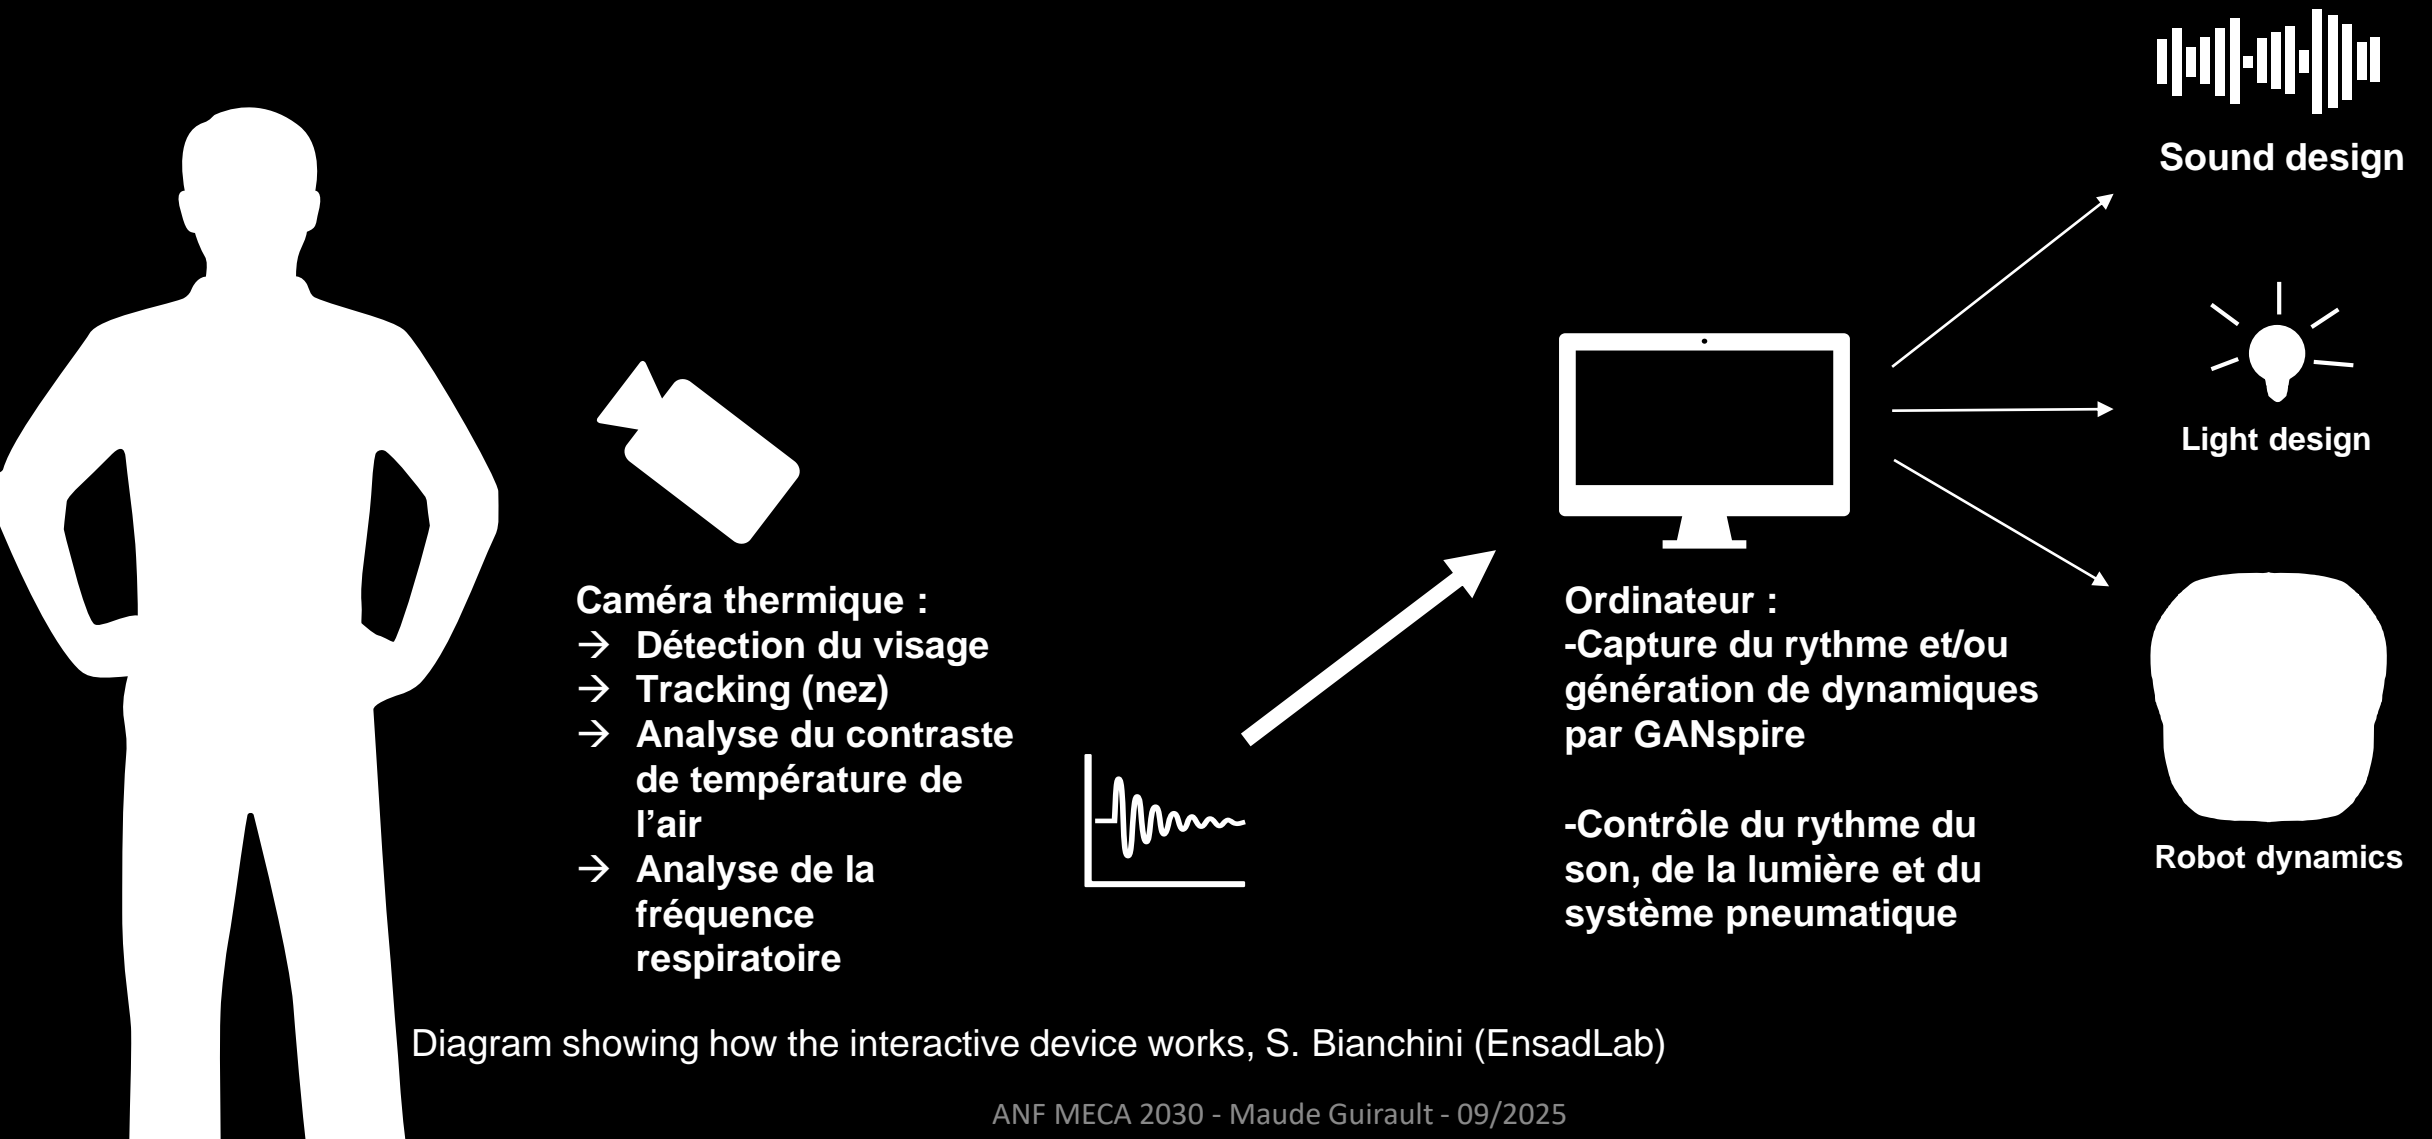 Sound design
Light design
Caméra thermique :
→ Détection du visage
→ Tracking (nez)
→ Analyse du contraste
de température de
l’air
→ Analyse de la
fréquence
respiratoire
Ordinateur :
-Capture du rythme et/ou
génération de dynamiques
par GANspire
-Contrôle du rythme du
son, de la lumière et du
système pneumatique
Robot dynamics
Diagram showing how the interactive device works, S. Bianchini (EnsadLab)
ANF MECA 2030 - Maude Guirault - 09/2025